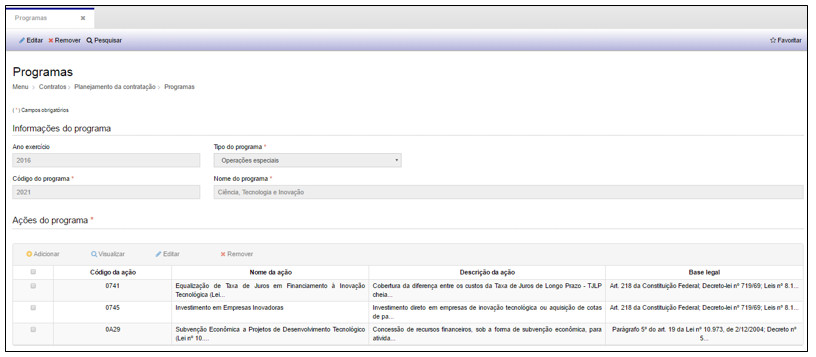 Programas ×
Editar × Remover Pesquisar ☆ Favoritar
Programas
Menu > Contratos > Planejamento da contratação > Programas
( * ) Campos obrigatórios
Informações do programa
Ano exercício Tipo do programa *
2016 Operações especiais
Código do programa * Nome do programa *
2021 Ciência, Tecnologia e Inovação
Ações do programa *
Adicionar Visualizar Editar × Remover
Código da ação Nome da ação Descrição da ação Base legal
0741 Equalização de Taxa de Juros em Financiamento à Inovação Cobertura da diferença entre os custos da Taxa de Juros de Longo Prazo - TJLP Art. 218 da Constituição Federal; Decreto-lei nº 719/69; Leis nº 8.1...
Tecnológica (Lei... cheia...
0745 Investimento em Empresas Inovadoras Investimento direto em empresas de inovação tecnológica ou aquisição de cotas Art. 218 da Constituição Federal; Decreto-lei nº 719/69; Leis nº 8.1...
de pa...
0A29 Subvenção Econômica a Projetos de Desenvolvimento Tecnológico Concessão de recursos financeiros, sob a forma de subvenção econômica, para Parágrafo 5º do art. 19 da Lei nº 10.973, de 2/12/2004; Decreto nº
(Lei nº 10.... ativida... 5...